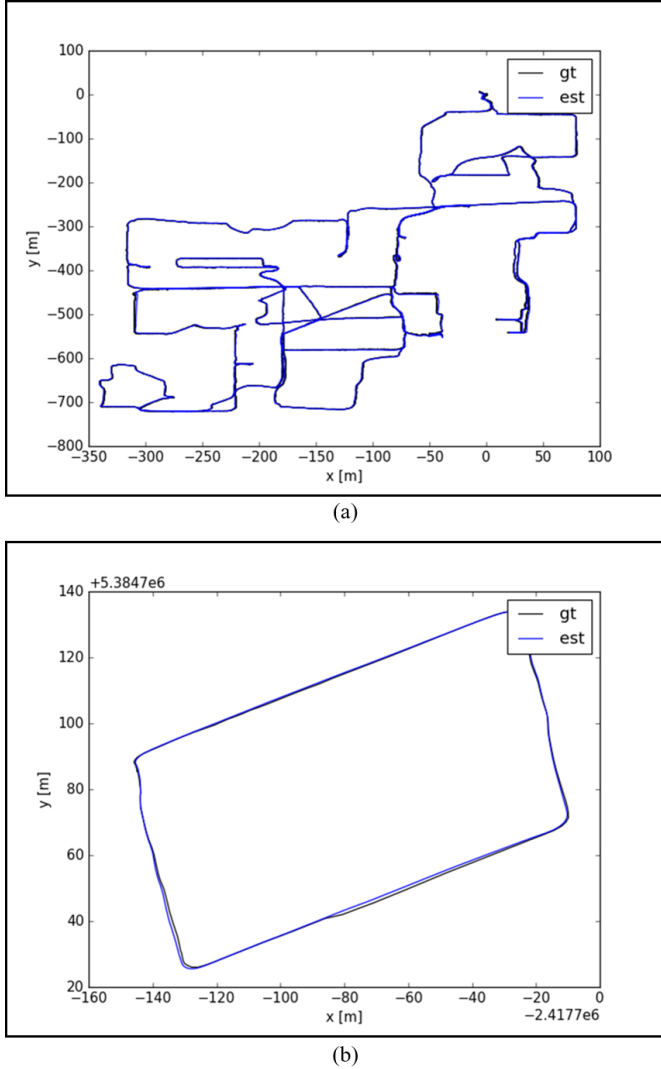 100
0
−100
−200
−300
−400
−500
−600
−700
−800
y [m]
gt
est
−350 −300 −250 −200 −150 −100 −50 0 50 100
x [m]
(a)
+5.3847e6
140
120
100
80
60
40
20
y [m]
gt
est
−160 −140 −120 −100 −80 −60 −40 −20 0
x [m]
−2.4177e6
(b)